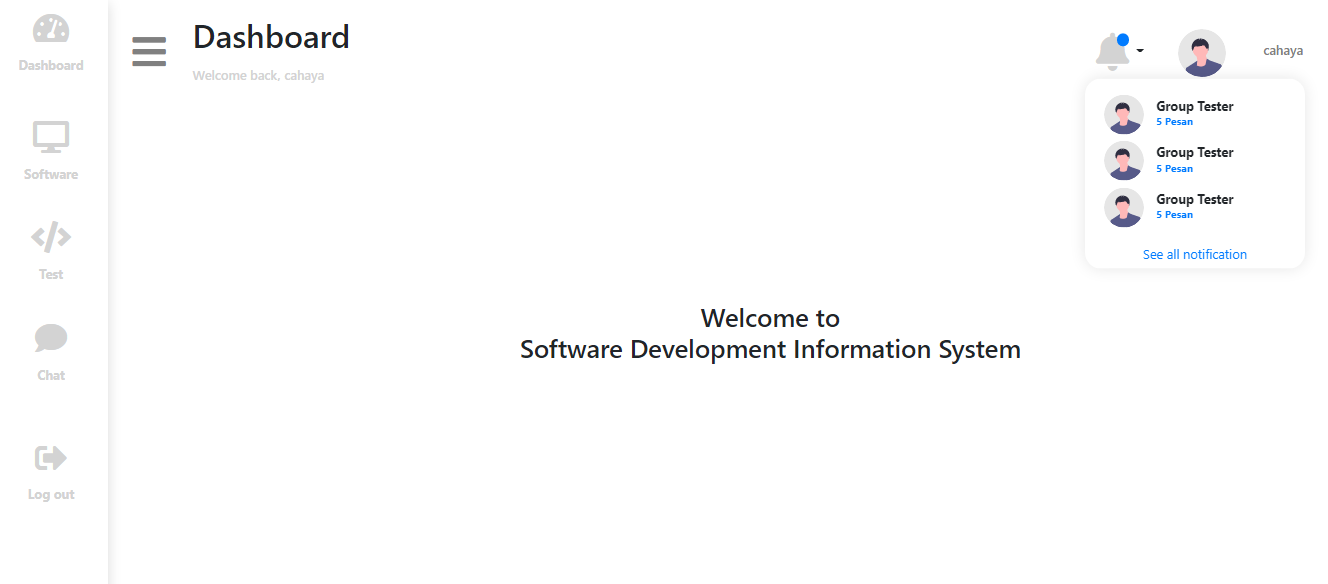 Dashboard
Software
Test
Chat
Log out
Dashboard
Welcome back, cahaya
cahaya
Group Tester
5 Pesan
Group Tester
5 Pesan
Group Tester
5 Pesan
See all notification
Welcome to
Software Development Information System